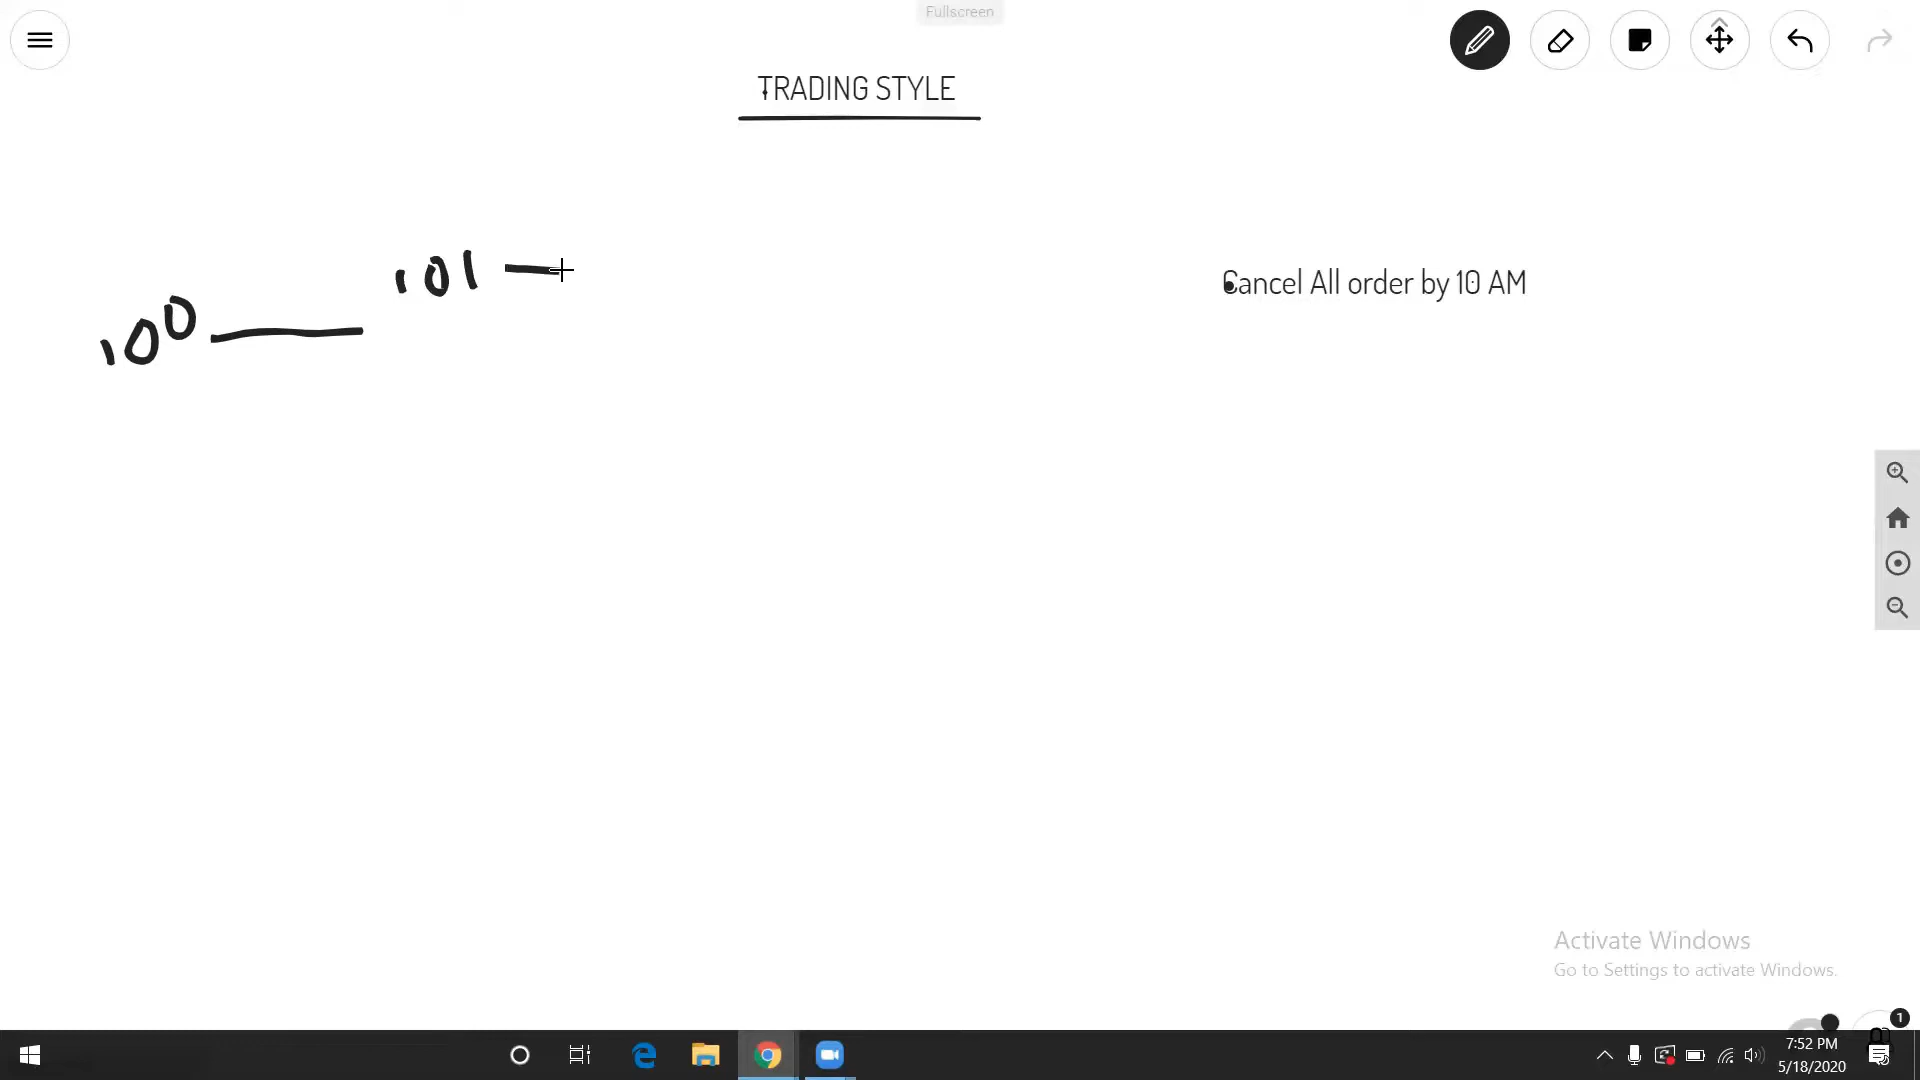 Fullscreen
TRADING STYLE
101 —
Cancel All order by 10 AM
100 —
Activate Windows
Go to Settings to activate Windows.
1
7:52 PM
5/18/2020